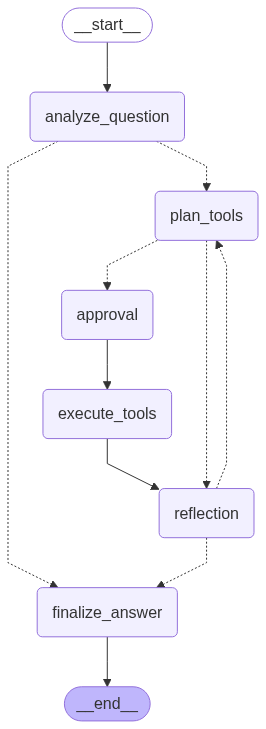 __start__
analyze_question
plan_tools
approval
execute_tools
reflection
finalize_answer
__end__